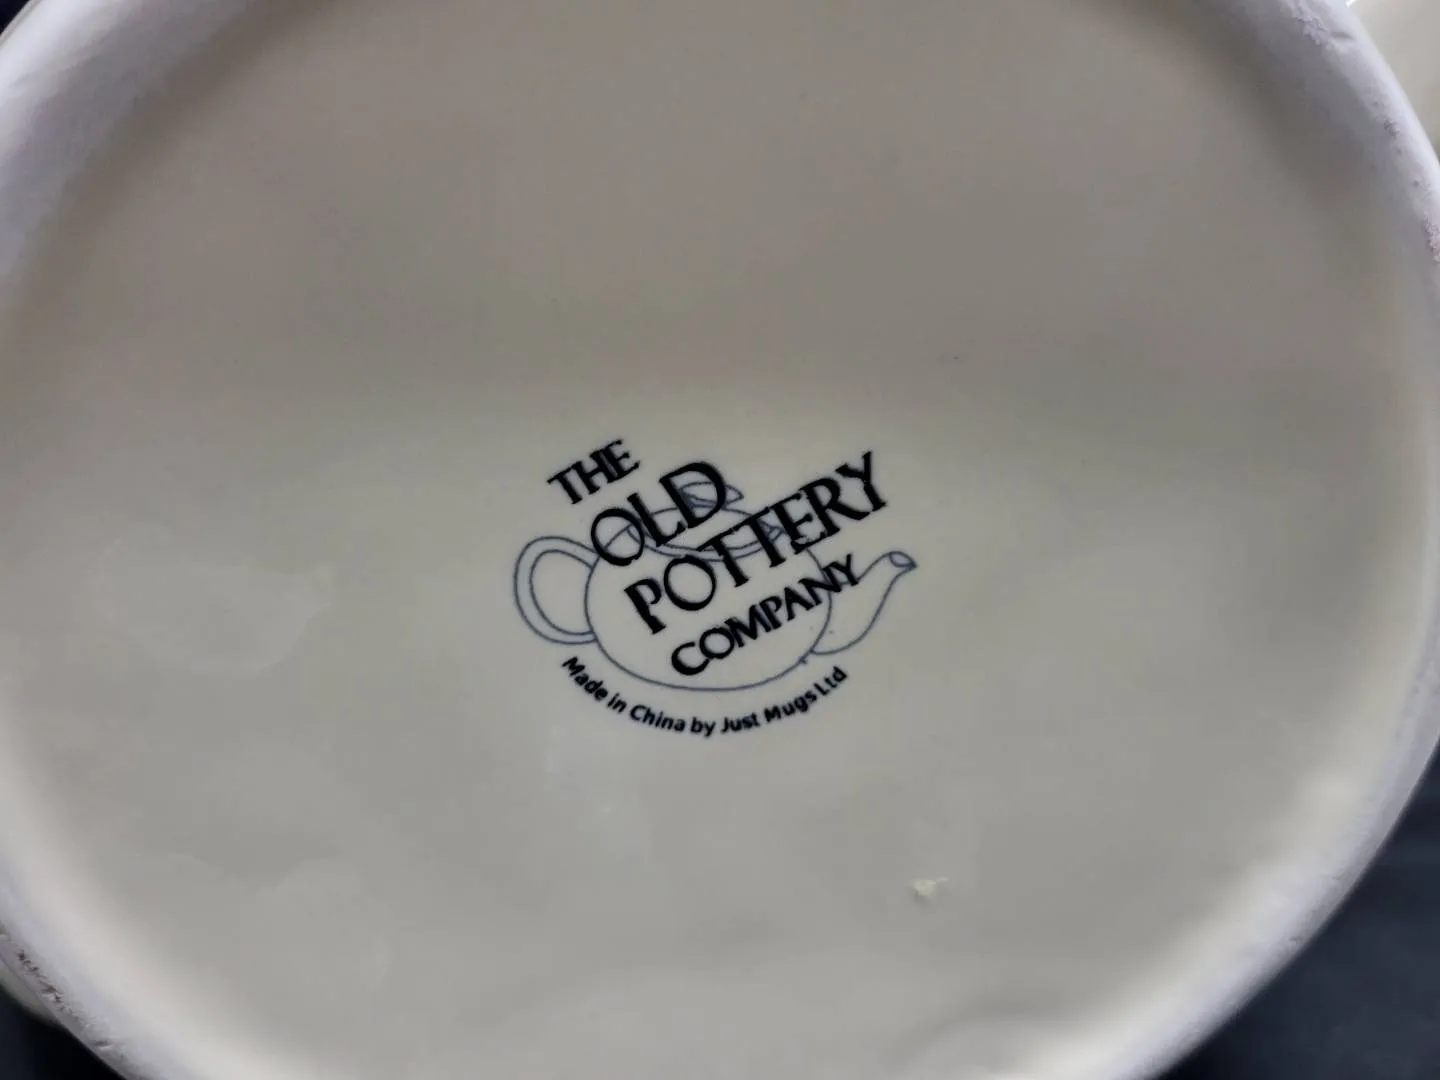 THE
OLD
POTTERY
COMPANY
Made in China by Just Mugs Ltd